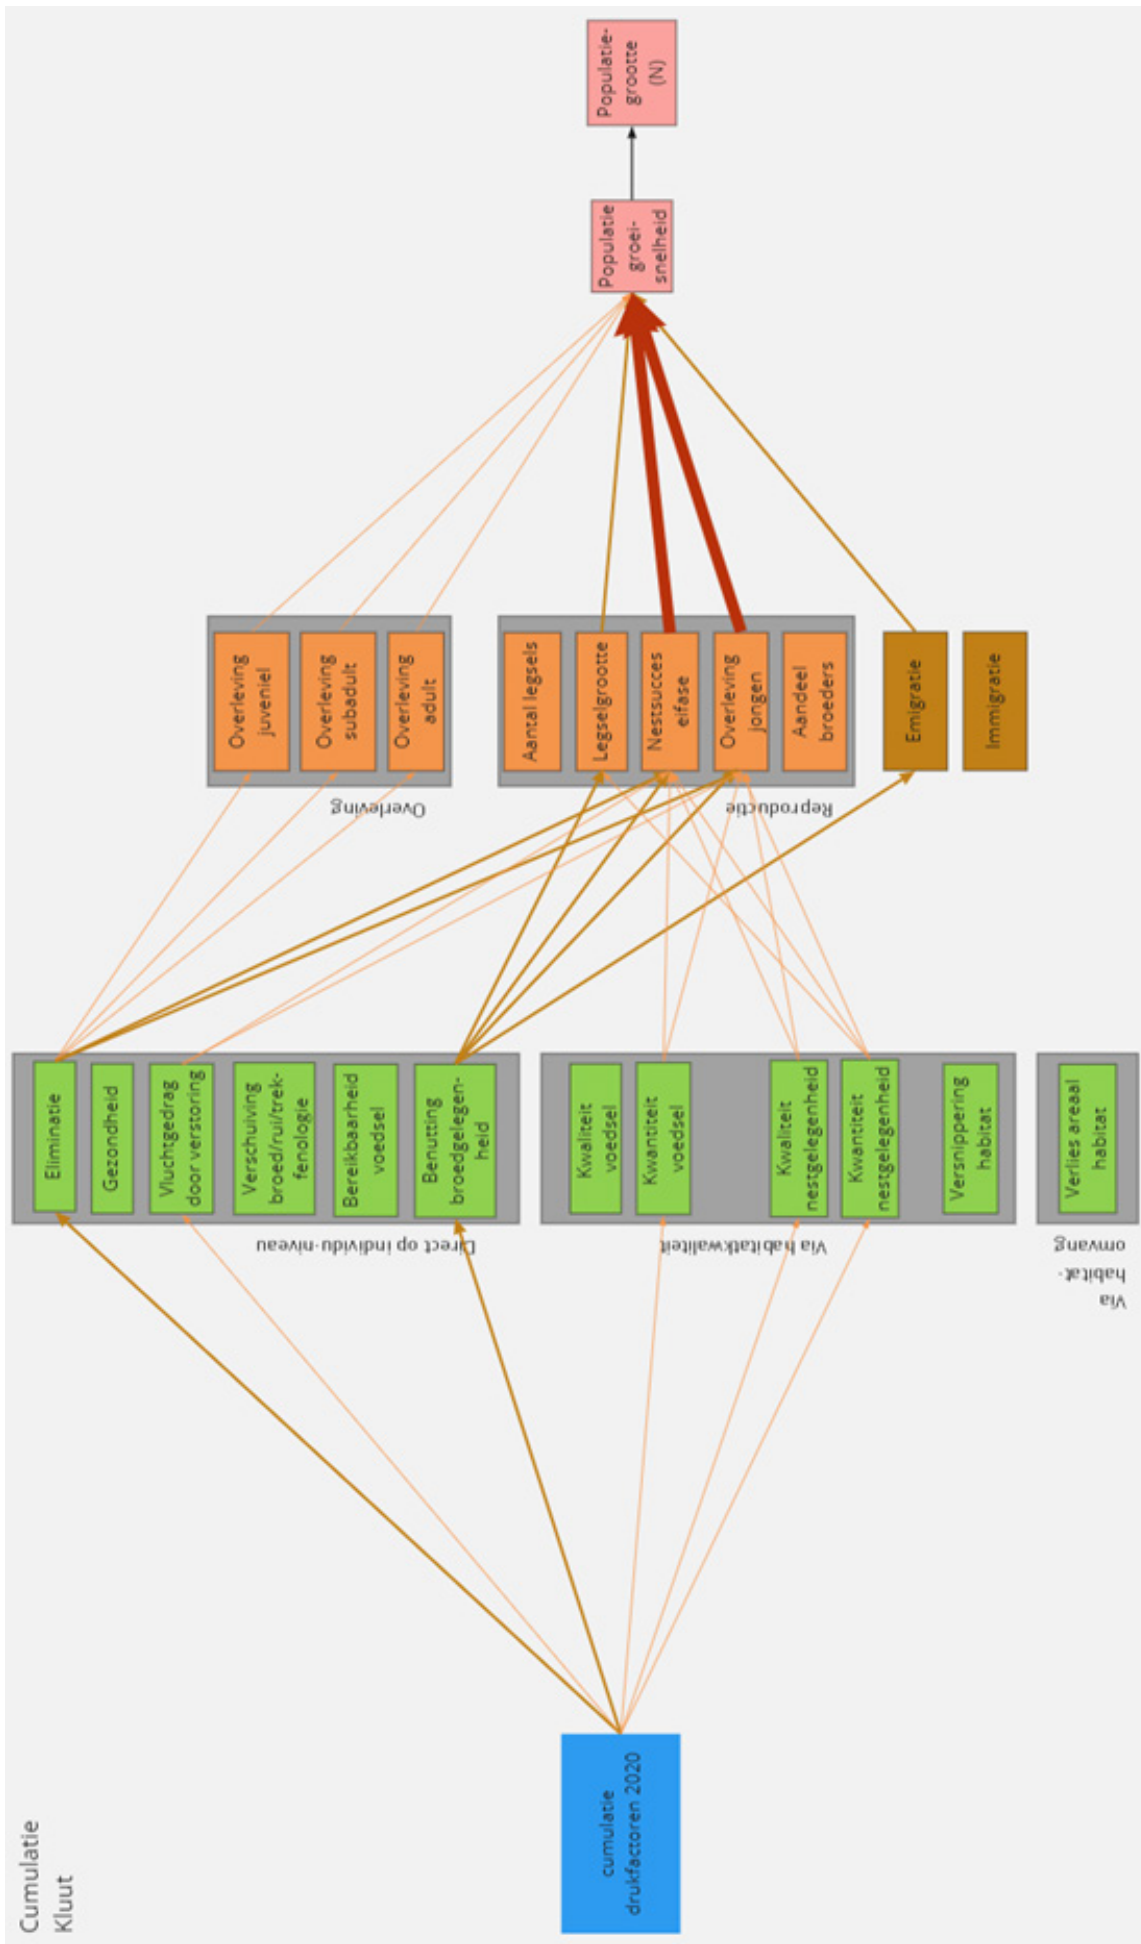 Cumulatie
Kluut
cumulatie
drukfactoren 2020
Direct op individu-niveau
Eliminatie
Gezondheid
Vluchtgedrag
door verstoring
Verschuiving
broed/rui/trek-
fenologie
Bereikbaarheid
voedsel
Benutting
broedgelegen-
heid
Via habitatkwaliteit
Kwaliteit
voedsel
Kwantiteit
voedsel
Kwaliteit
nestgelegenheid
Kwantiteit
nestgelegenheid
Versnippering
habitat
Via
habitat-
omvang
Verlies areaal
habitat
Overleving
Overleving
juveniel
Overleving
subadult
Overleving
adult
Reproductie
Aantal legsels
Legselgrootte
Nestsucces
eifase
Overleving
jongen
Aandeel
broeders
Emigratie
Immigratie
Populatie
groei-
snelheid
Populatie-
grootte
(N)